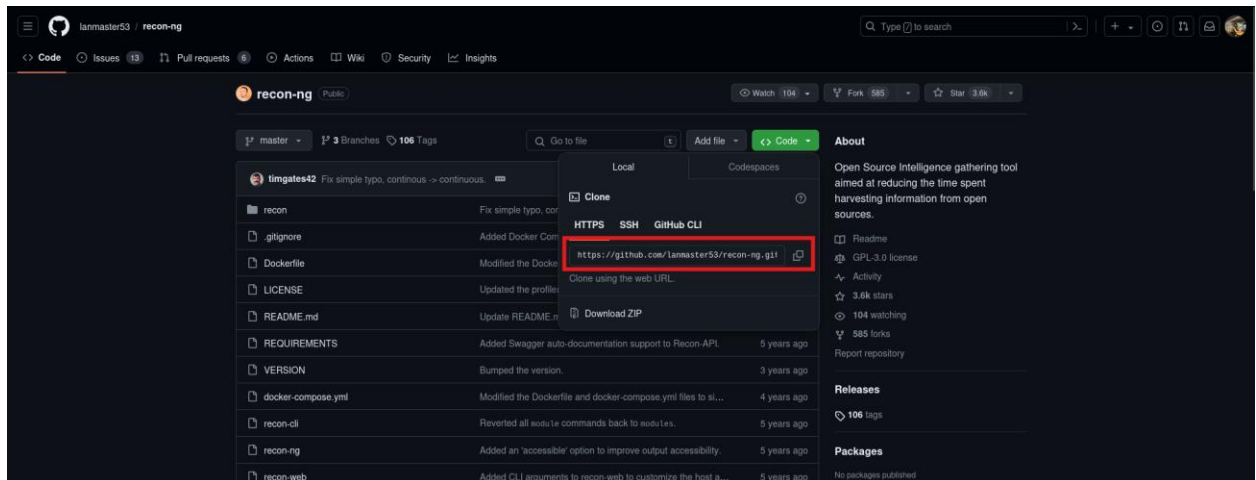 lanmaster53 / recon-ng
Type / to search
Code Issues 13 Pull requests 6 Actions Wiki Security Insights
recon-ng Public
Watch 104 Fork 585 Star 3.6k
master 3 Branches 106 Tags Go to file t Add file Code
timgates42 Fix simple typo, continous -> continuous.
recon Fix simple typo, con
.gitignore Added Docker Com
Dockerfile Modified the Docke
LICENSE Updated the profile
README.md Update README.m
REQUIREMENTS Added Swagger auto-documentation support to Recon-API. 5 years ago
VERSION Bumped the version. 3 years ago
docker-compose.yml Modified the Dockerfile and docker-compose.yml files to si... 4 years ago
recon-cli Reverted all module commands back to modules. 5 years ago
recon-ng Added an 'accessible' option to improve output accessibility. 5 years ago
recon-web Added CLI arguments to recon-web to customize the host a... 5 years ago
Local Codespaces
Clone
HTTPS SSH GitHub CLI
https://github.com/lanmaster53/recon-ng.git
Clone using the web URL.
Download ZIP
About
Open Source Intelligence gathering tool
aimed at reducing the time spent
harvesting information from open
sources.
Readme
GPL-3.0 license
Activity
3.6k stars
104 watching
585 forks
Report repository
Releases
106 tags
Packages
No packages published